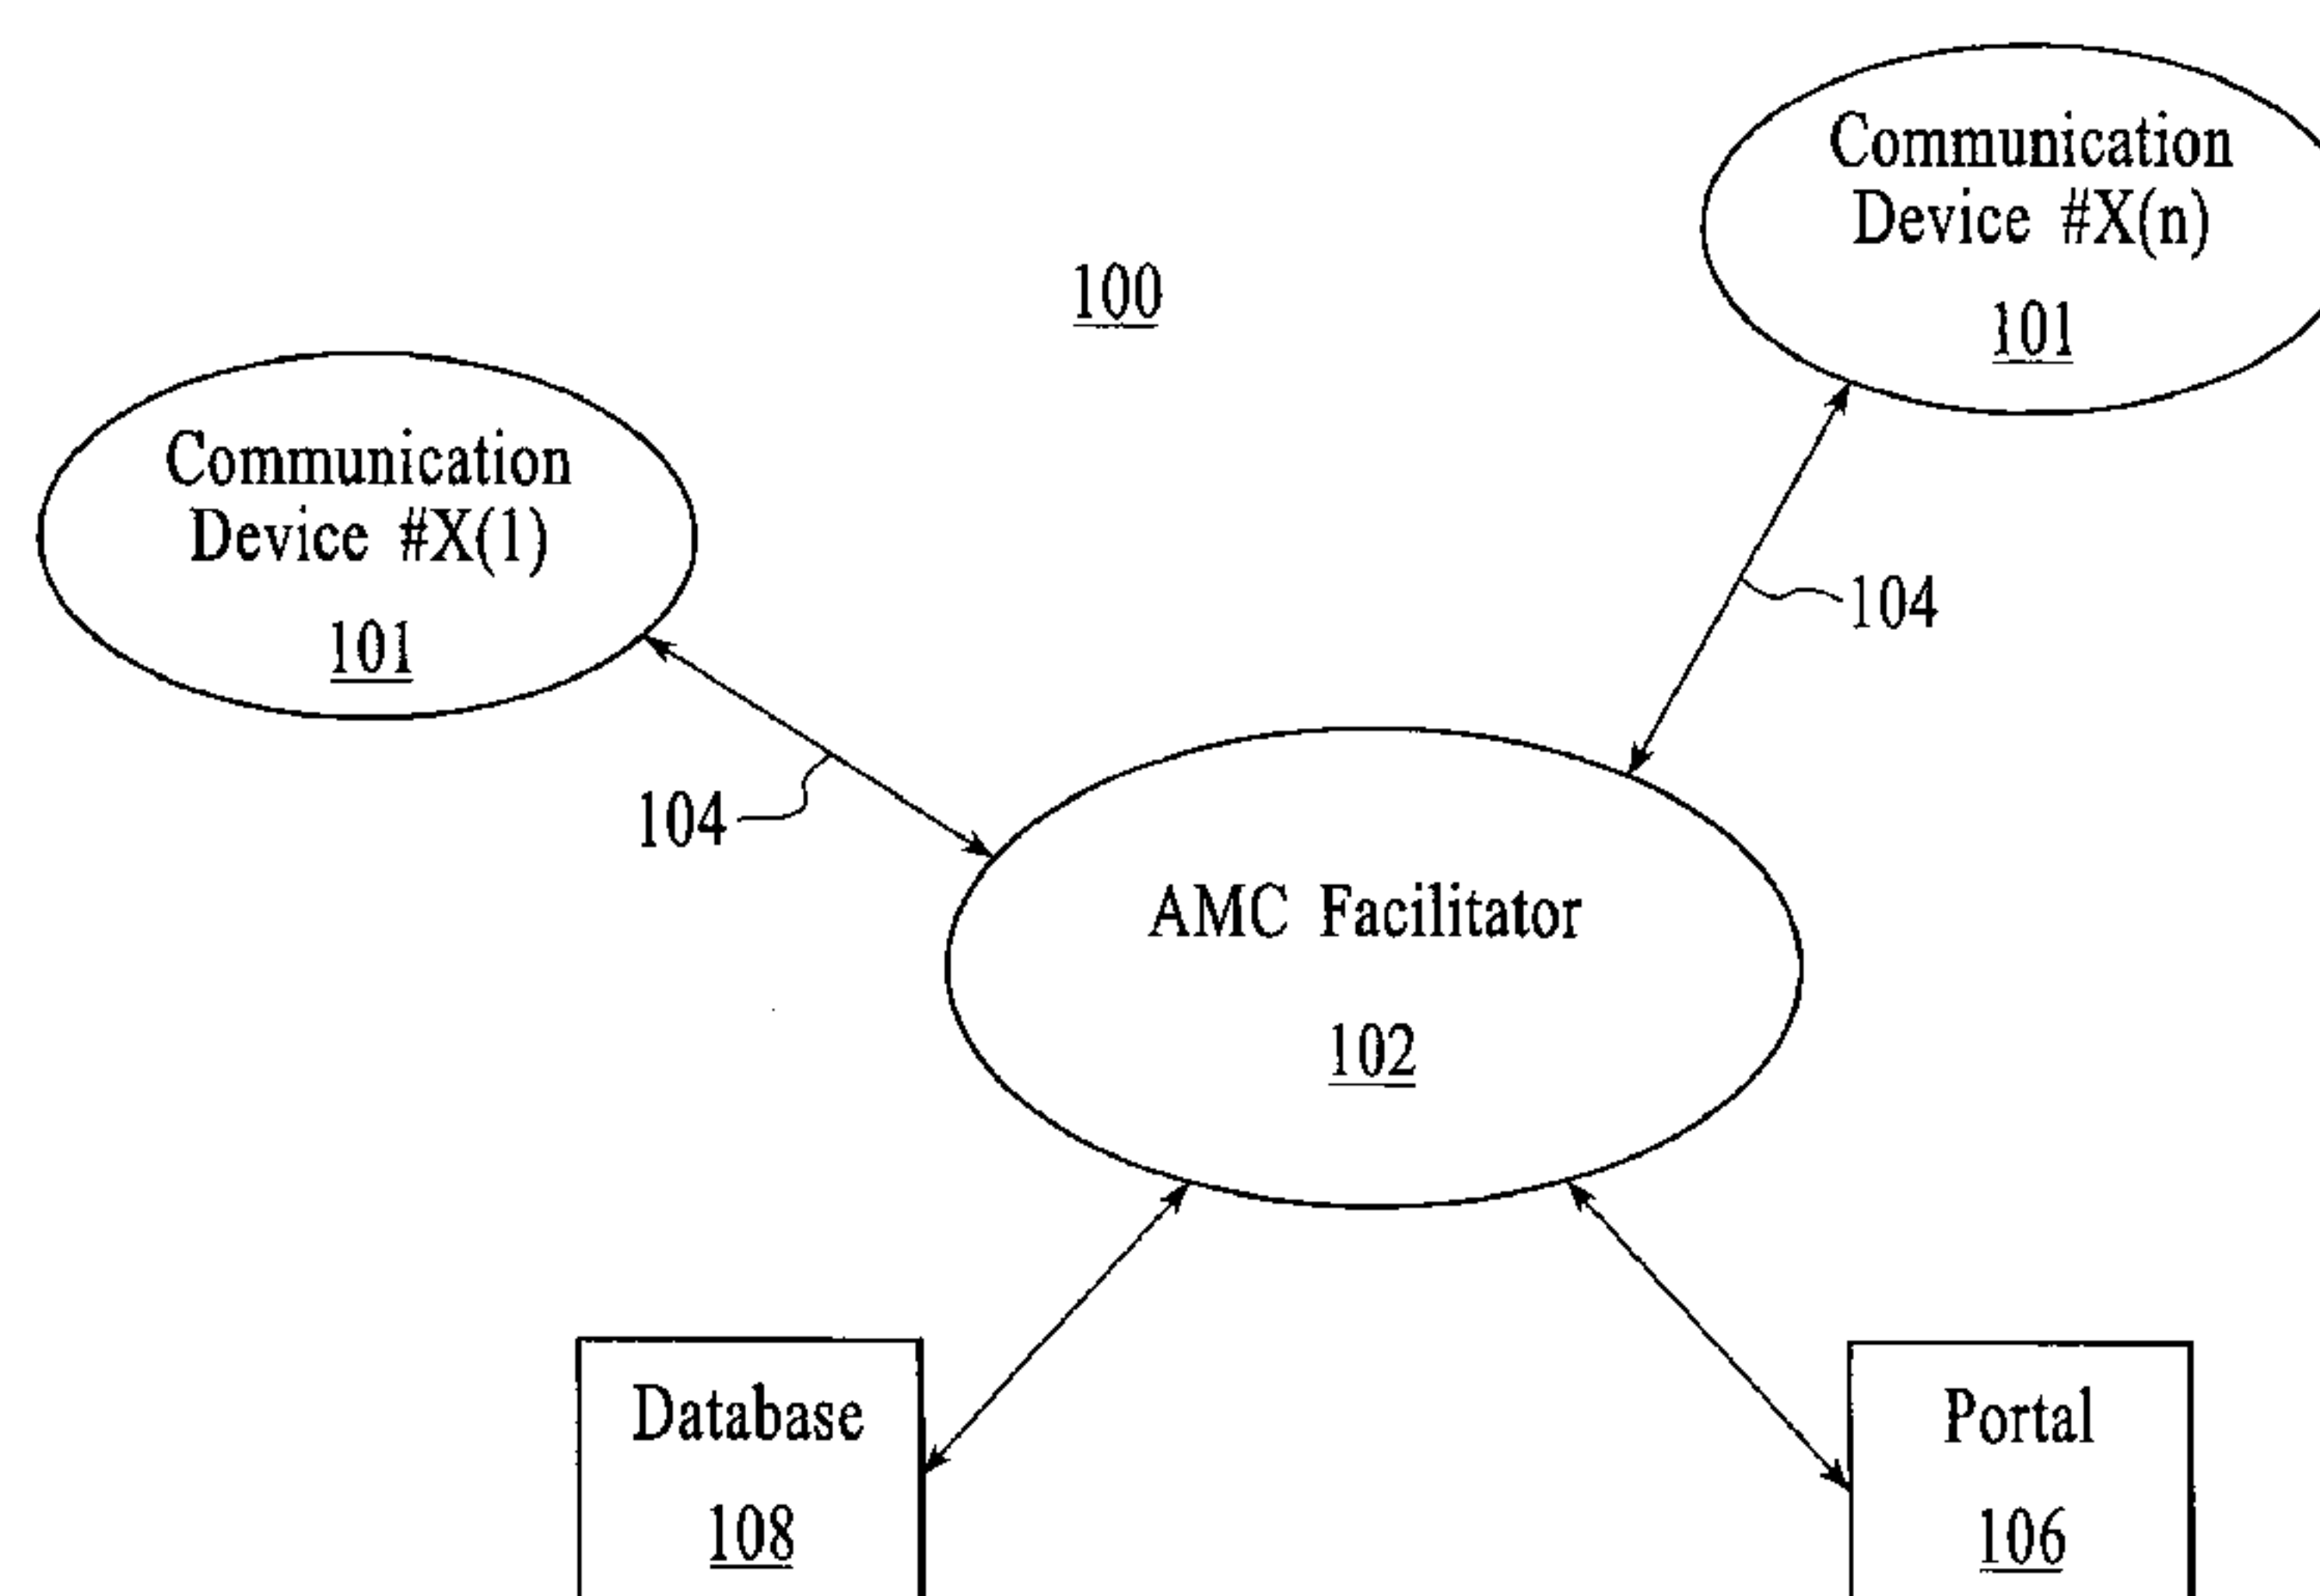 Communication
Device #X(n)
101
100
Communication
Device #X(1)
101
104
104
AMC Facilitator
102
Database
108
Portal
106